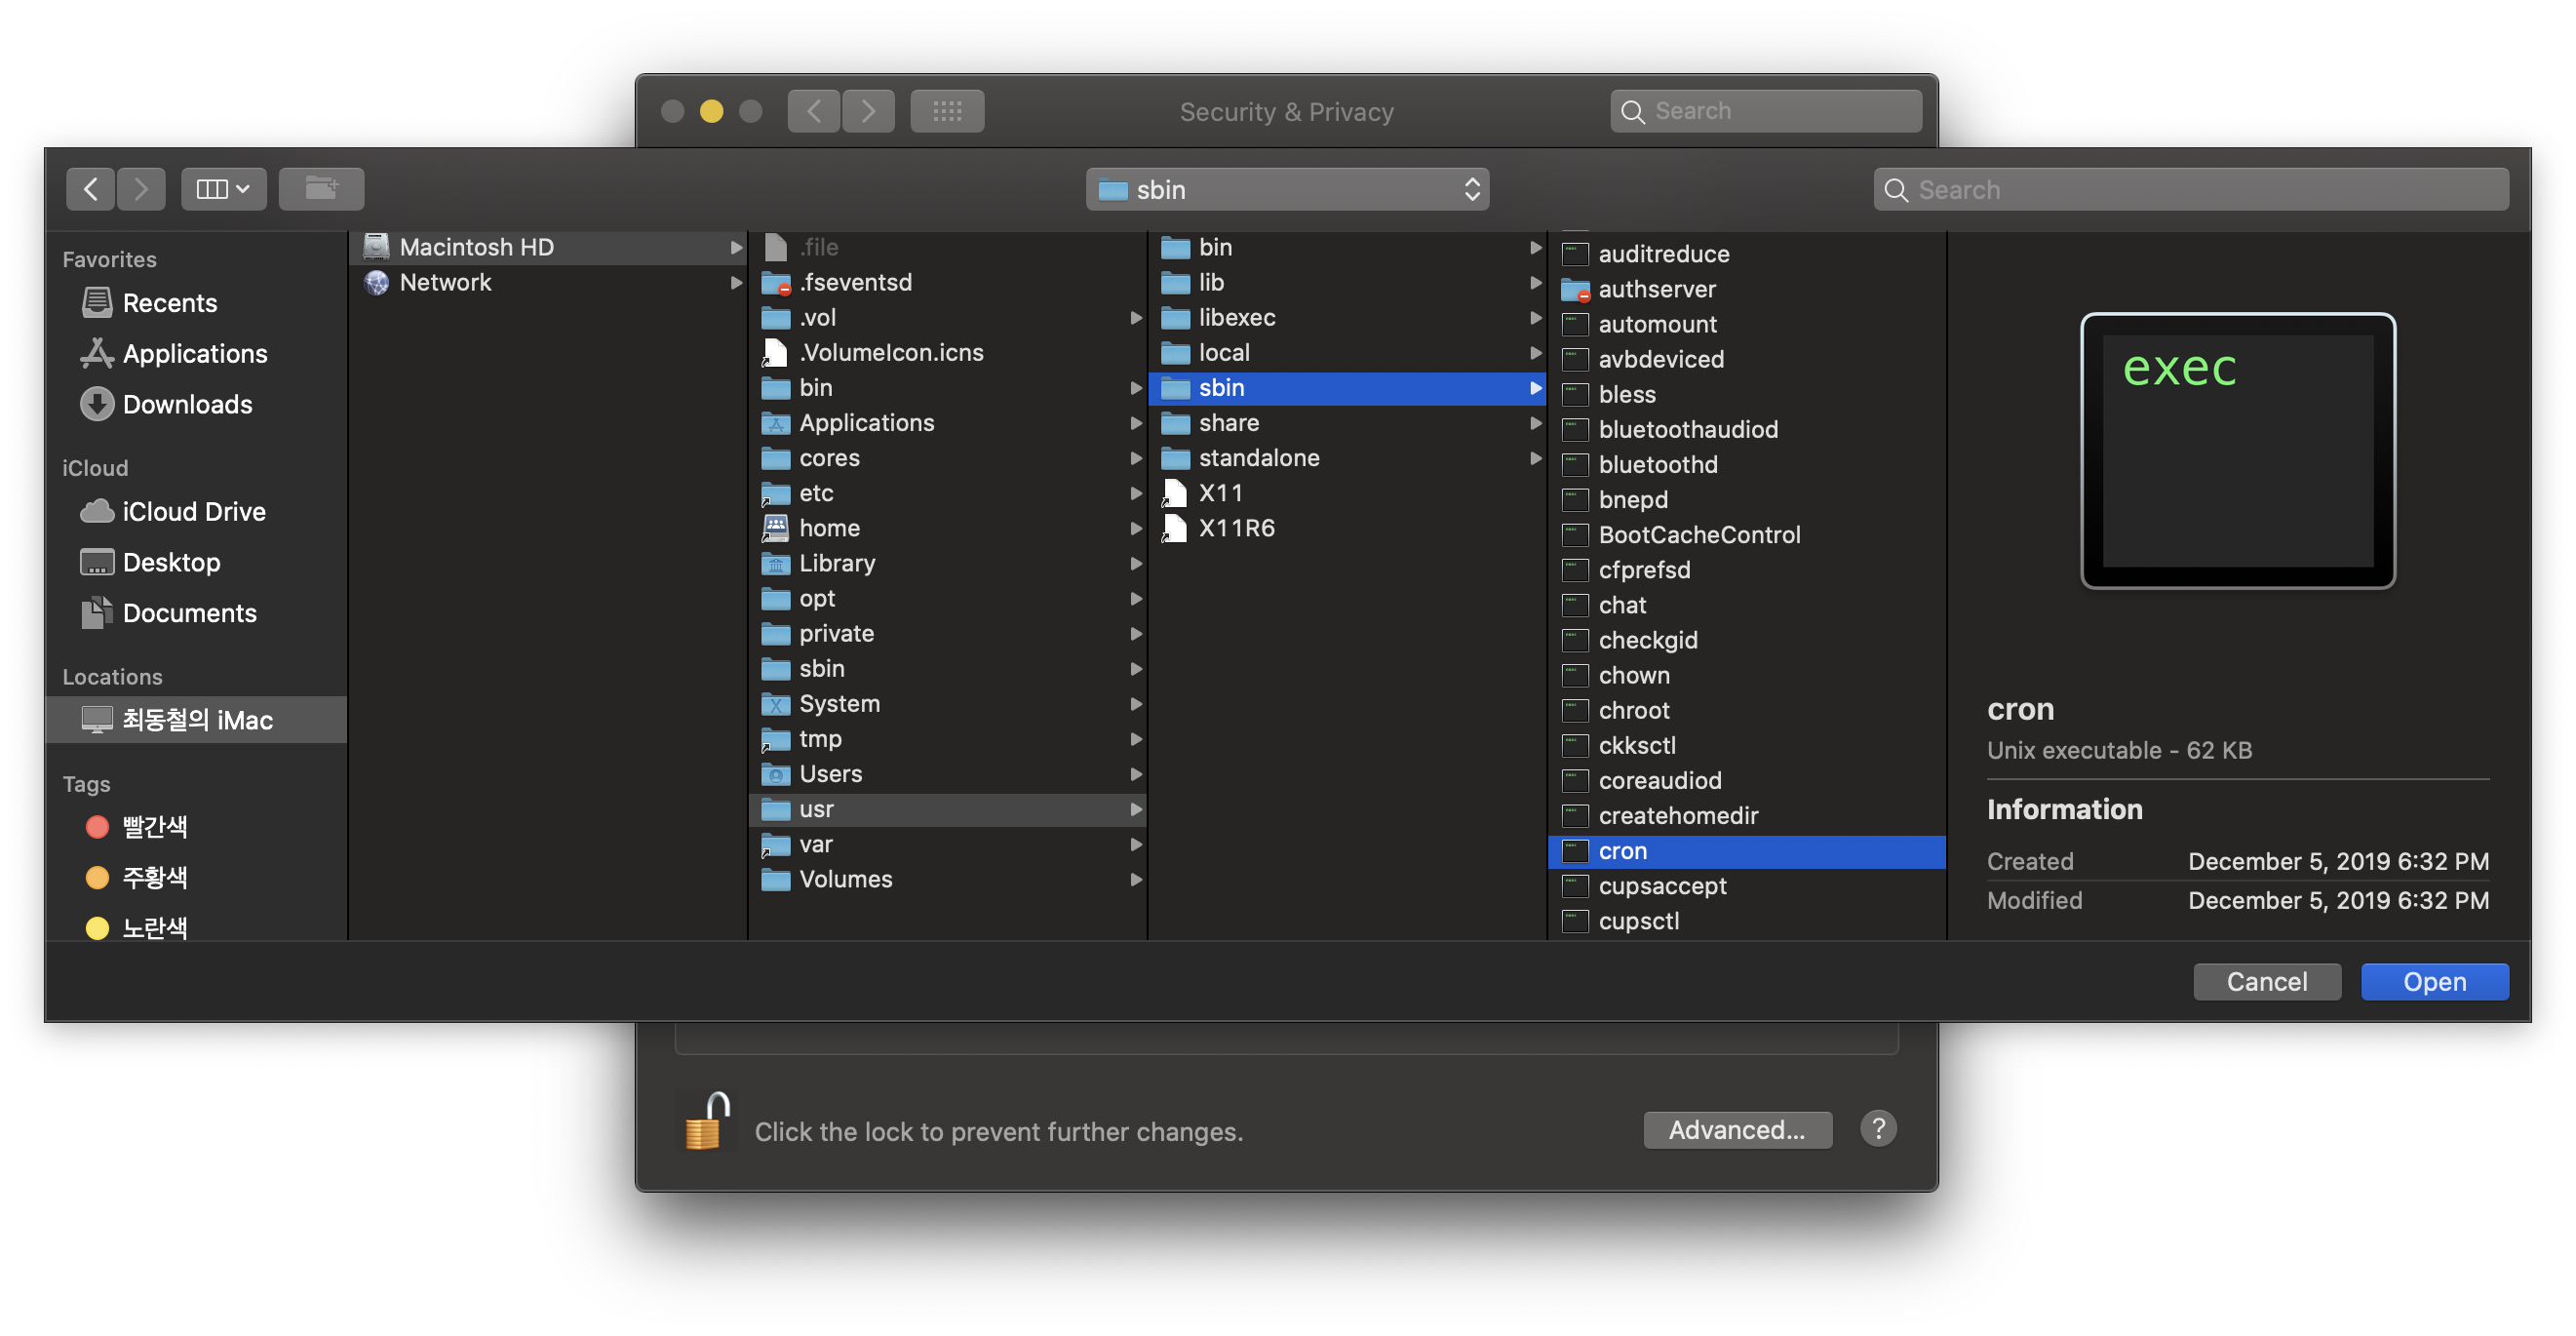 Security & Privacy
Search
sbin
Search
Favorites
Recents
Applications
Downloads
iCloud
iCloud Drive
Desktop
Documents
Locations
최동철의 iMac
Tags
빨간색
주황색
노란색
Macintosh HD
Network
.file
.fseventsd
.vol
.VolumeIcon.icns
bin
Applications
cores
etc
home
Library
opt
private
sbin
System
tmp
Users
usr
var
Volumes
bin
lib
libexec
local
sbin
share
standalone
X11
X11R6
auditreduce
authserver
automount
avbdeviced
bless
bluetoothaudiod
bluetoothd
bnepd
BootCacheControl
cfprefsd
chat
checkgid
chown
chroot
ckksctl
coreaudiod
createhomedir
cron
cupsaccept
cupsctl
exec
cron
Unix executable - 62 KB
Information
Created December 5, 2019 6:32 PM
Modified December 5, 2019 6:32 PM
Cancel
Open
Click the lock to prevent further changes.
Advanced...
?